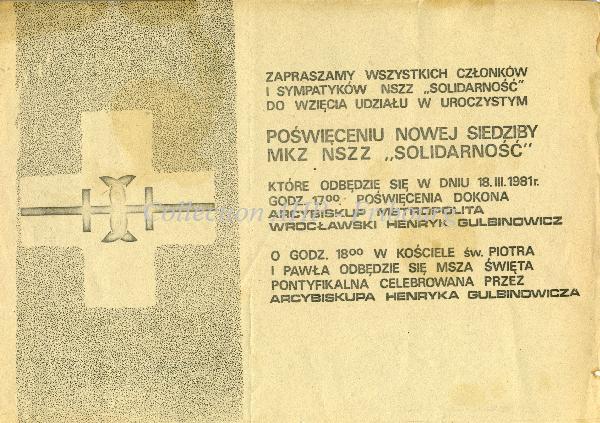 ZAPRASZAMY WSZYSTKICH CZŁONKÓW
I SYMPATYKÓW NSZZ „SOLIDARNOŚĆ"
DO WZIĘCIA UDZIAŁU W UROCZYSTYM
POŚWIĘCENIU NOWEJ SIEDZIBY
MKZ NSZZ „SOLIDARNOŚĆ"
KTÓRE ODBĘDZIE SIĘ W DNIU 18.III.1981r.
GODZ. 17⁰⁰. POŚWIĘCENIA DOKONA
ARCYBISKUP METROPOLITA
WROCŁAWSKI HENRYK GULBINOWICZ
O GODZ. 18⁰⁰ W KOŚCIELE ŚW. PIOTRA
I PAWŁA ODBĘDZIE SIĘ MSZA ŚWIĘTA
PONTYFIKALNA CELEBROWANA PRZEZ
ARCYBISKUPA HENRYKA GULBINOWICZA
Collection